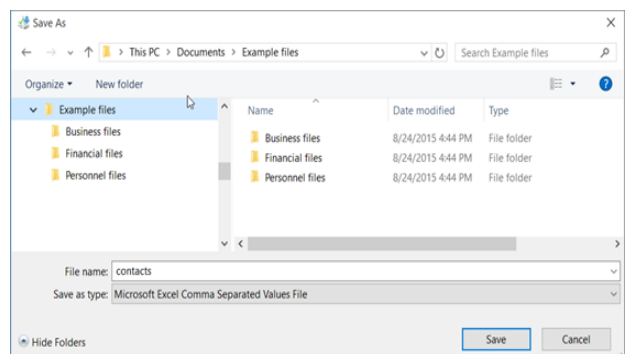 Save As
This PC > Documents > Example files
Search Example files
Organize
New folder
Example files
Business files
Financial files
Personnel files
Name Date modified Type
Business files 8/24/2015 4:44 PM File folder
Financial files 8/24/2015 4:44 PM File folder
Personnel files 8/24/2015 4:44 PM File folder
File name: contacts
Save as type: Microsoft Excel Comma Separated Values File
Hide Folders
Save
Cancel